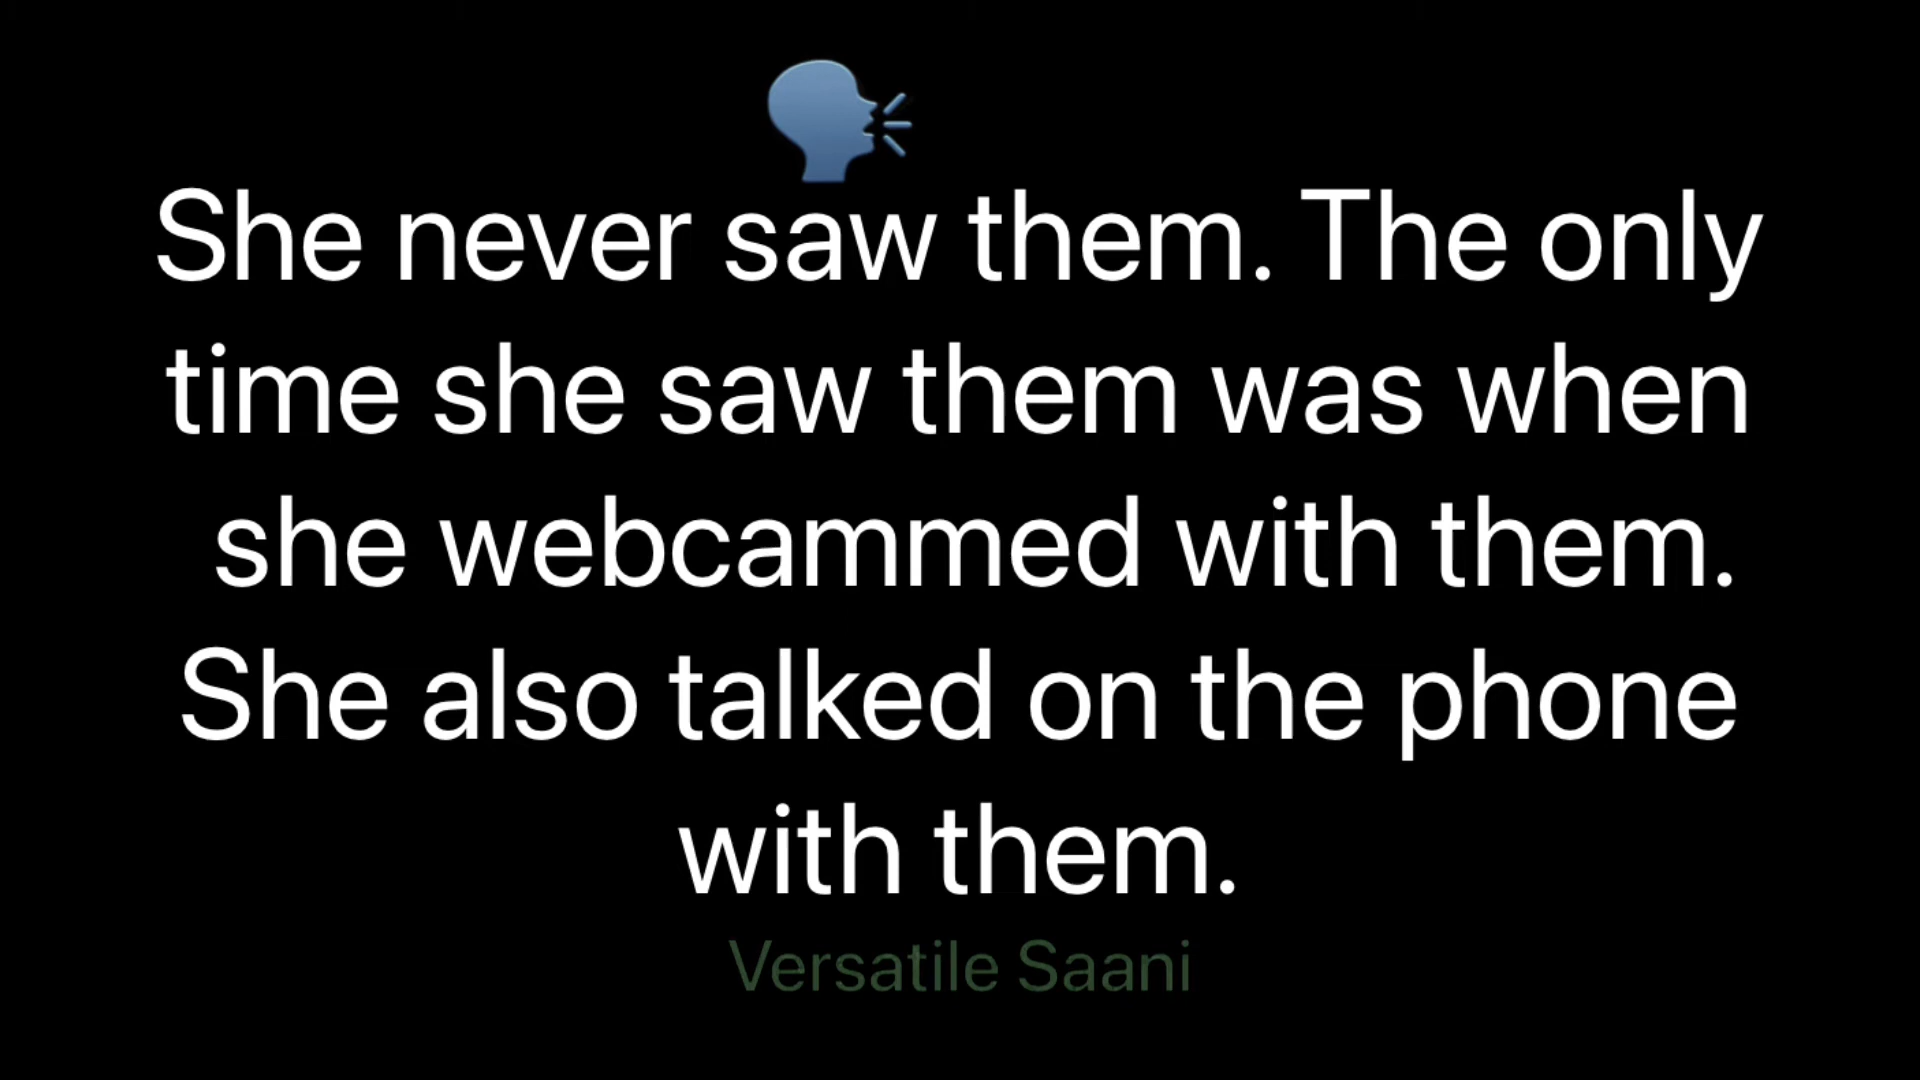 She never saw them. The only
time she saw them was when
she webcammed with them.
She also talked on the phone
with them.
Versatile Saani